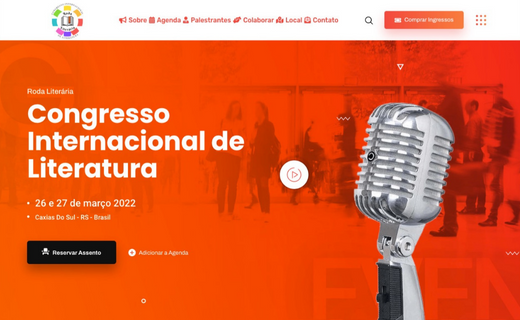 Sobre Agenda Palestrantes Colaborar Local Contato
Comprar Ingressos
Roda Literária
Congresso
Internacional de
Literatura
26 e 27 de março 2022
Caxias Do Sul - RS - Brasil
Reservar Assento
Adicionar a Agenda
EVEN